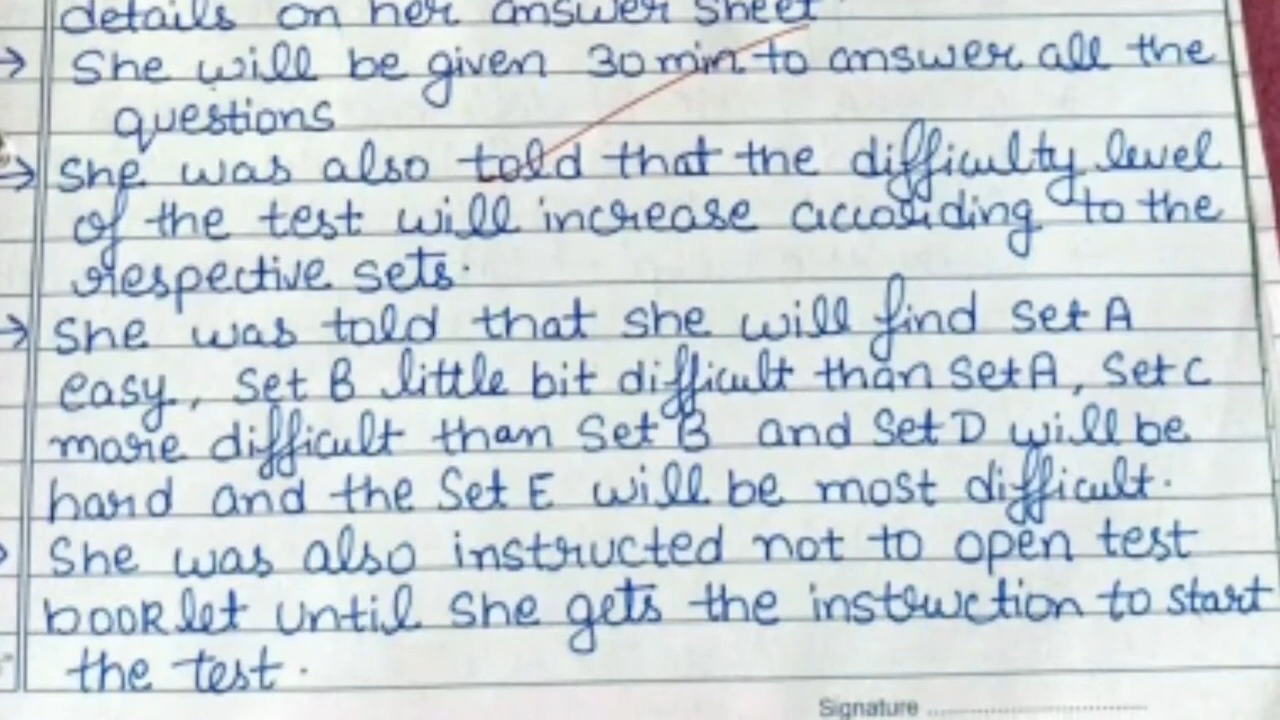 details on her answer sheet
→ She will be given 30 min to answer all the
questions
→ She was also told that the difficulty level
of the test will increase according to the
respective sets.
→ She was told that she will find set A
easy, Set B little bit difficult than Set A, Set C
more difficult than Set B and Set D will be
hard and the Set E will be most difficult.
She was also instructed not to open test
booklet until she gets the instruction to start
the test.
Signature ................................